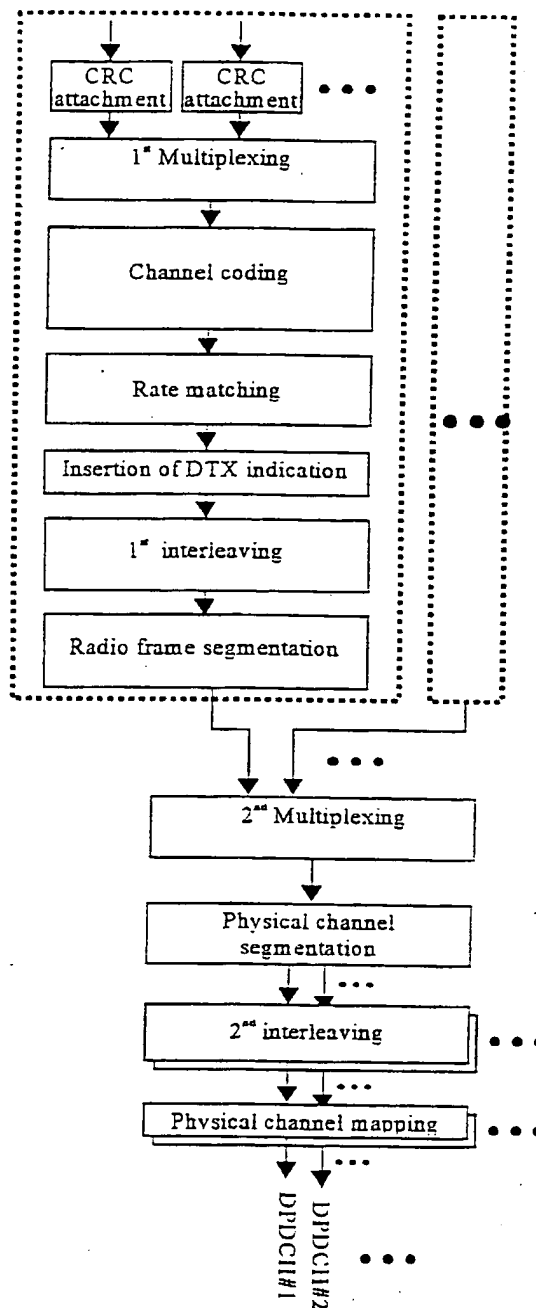 CRC
attachment
CRC
attachment
1st Multiplexing
Channel coding
Rate matching
Insertion of DTX indication
1st interleaving
Radio frame segmentation
2nd Multiplexing
Physical channel
segmentation
2nd interleaving
Physical channel mapping
DPDCH#1
DPDCH#2